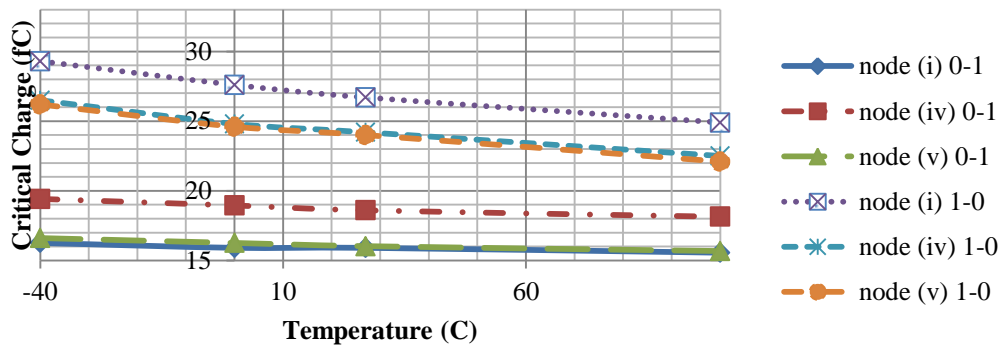 Critical Charge (fC)
30
25
20
15
-40
10
60
Temperature (C)
node (i) 0-1
node (iv) 0-1
node (v) 0-1
node (i) 1-0
node (iv) 1-0
node (v) 1-0